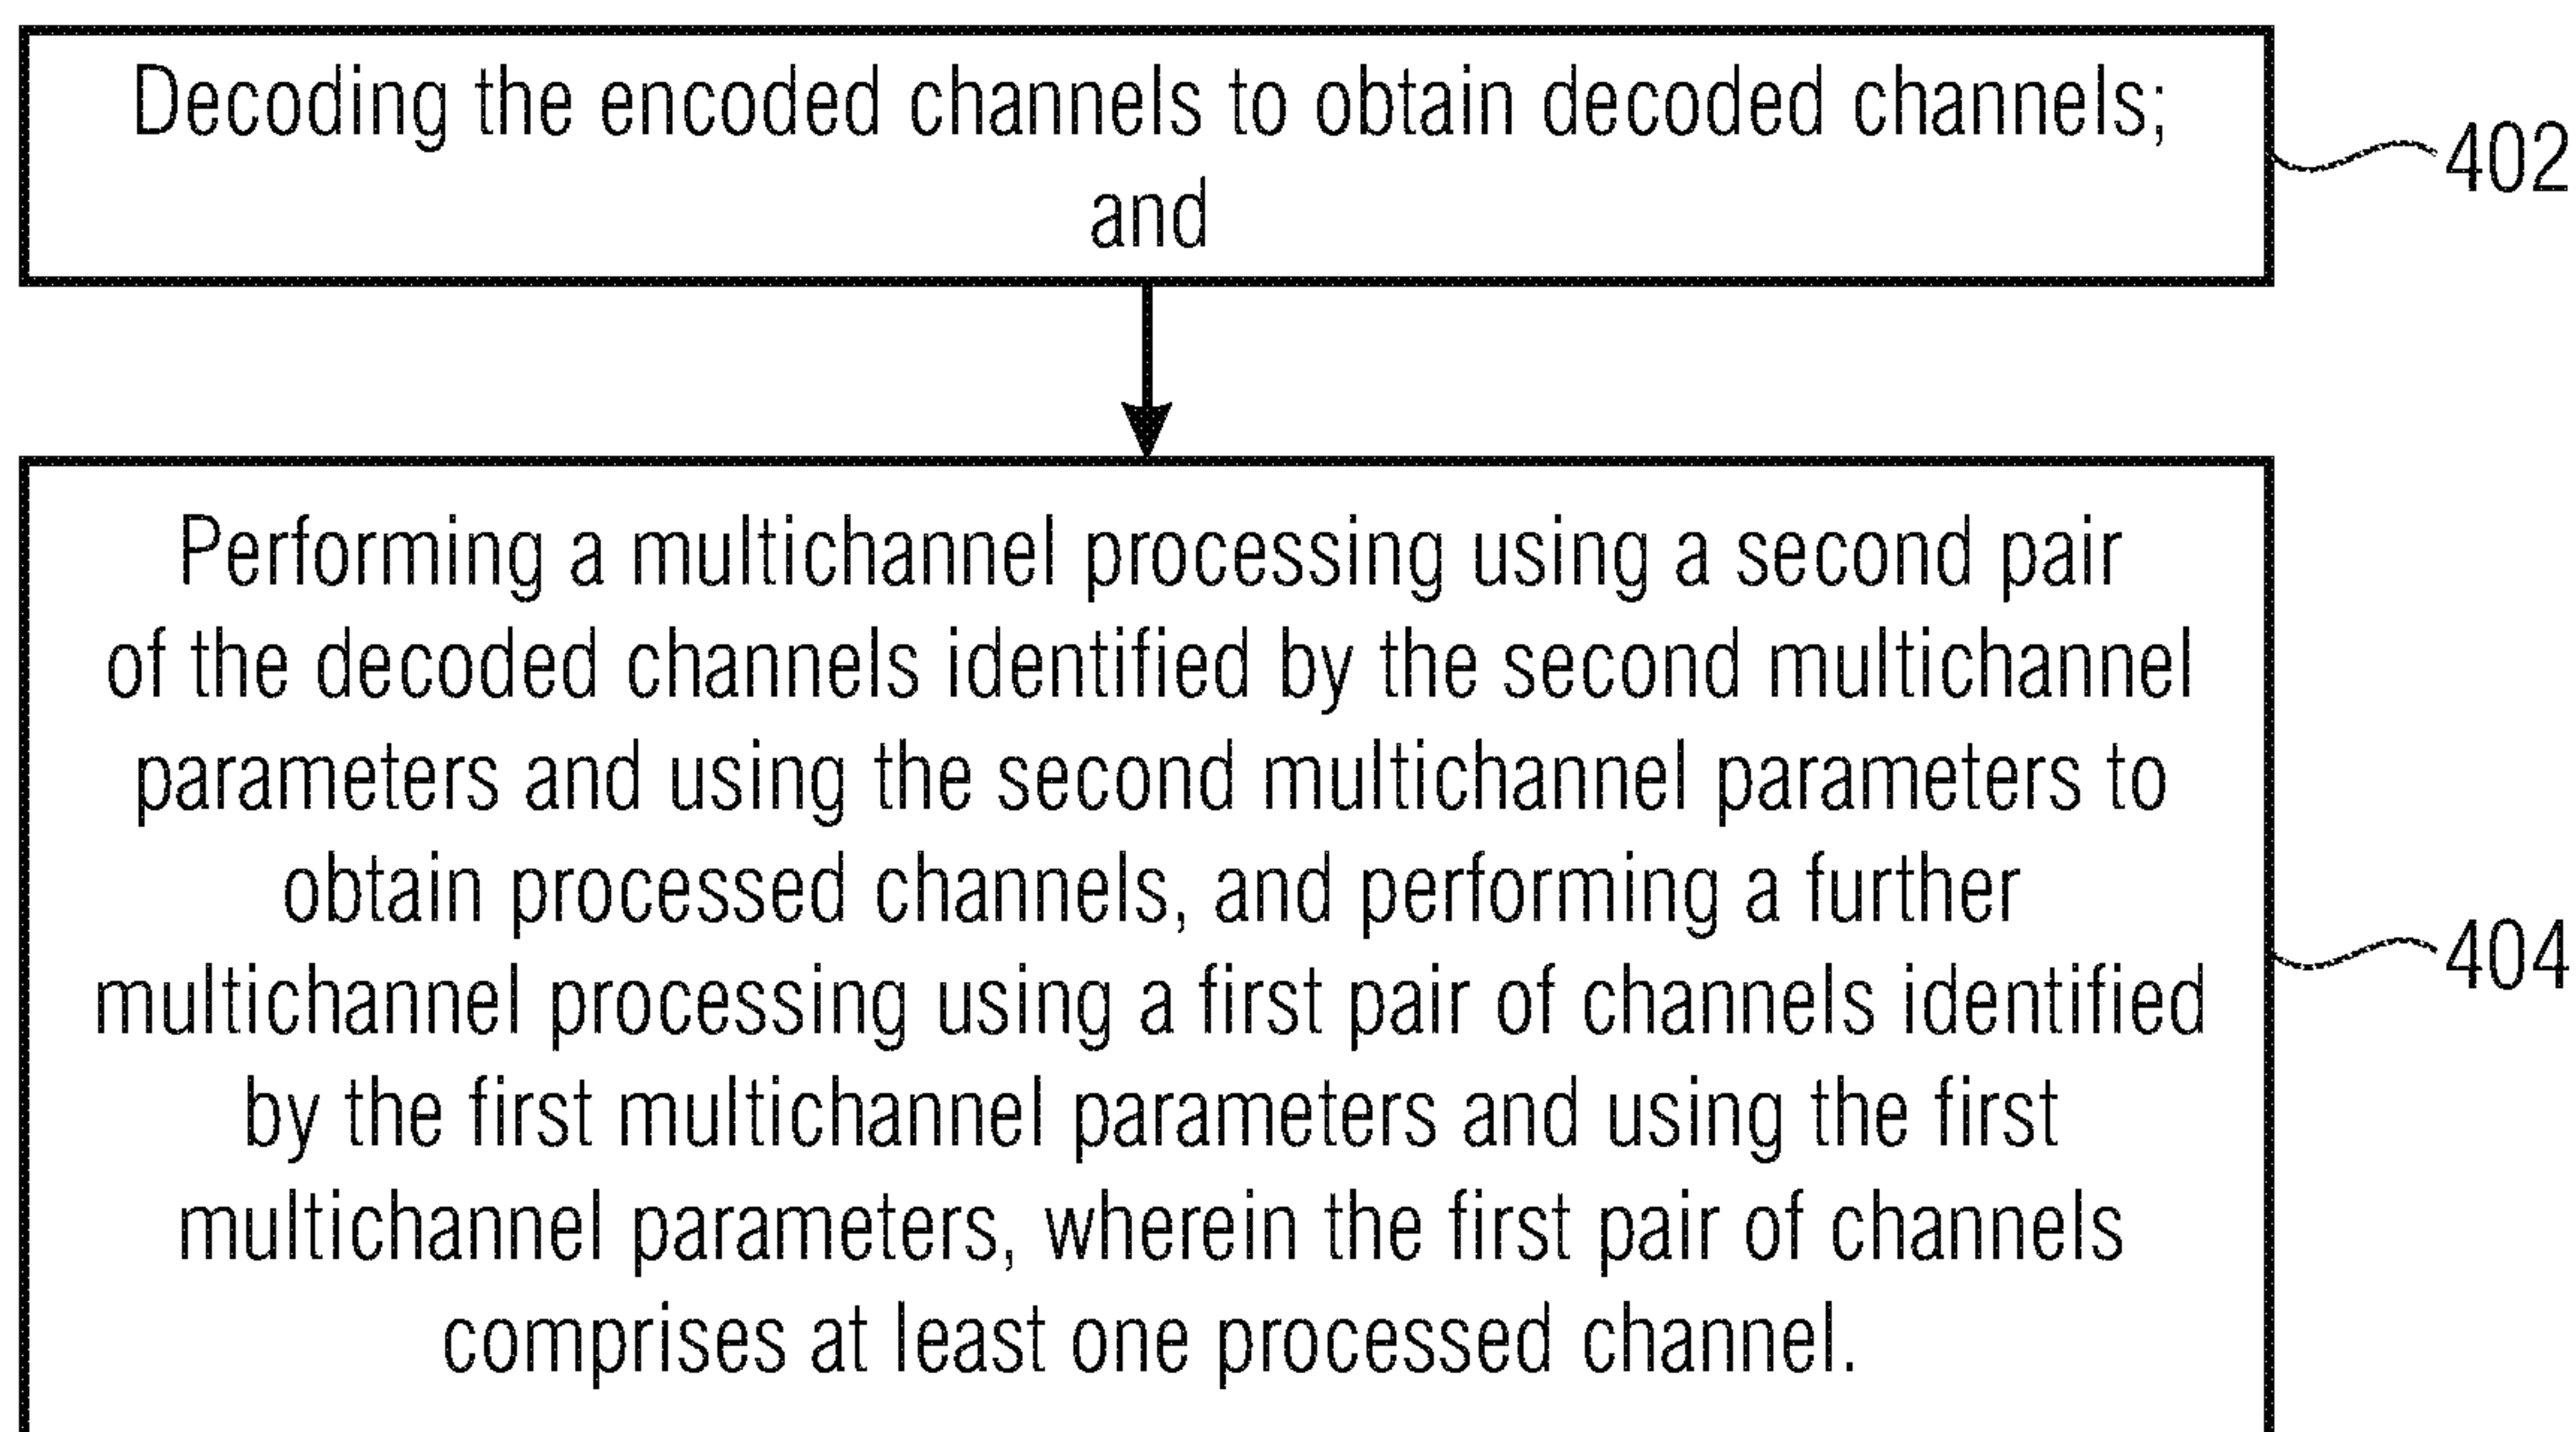 Decoding the encoded channels to obtain decoded channels;
and
402
Performing a multichannel processing using a second pair
of the decoded channels identified by the second multichannel
parameters and using the second multichannel parameters to
obtain processed channels, and performing a further
multichannel processing using a first pair of channels identified
by the first multichannel parameters and using the first
multichannel parameters, wherein the first pair of channels
comprises at least one processed channel.
404